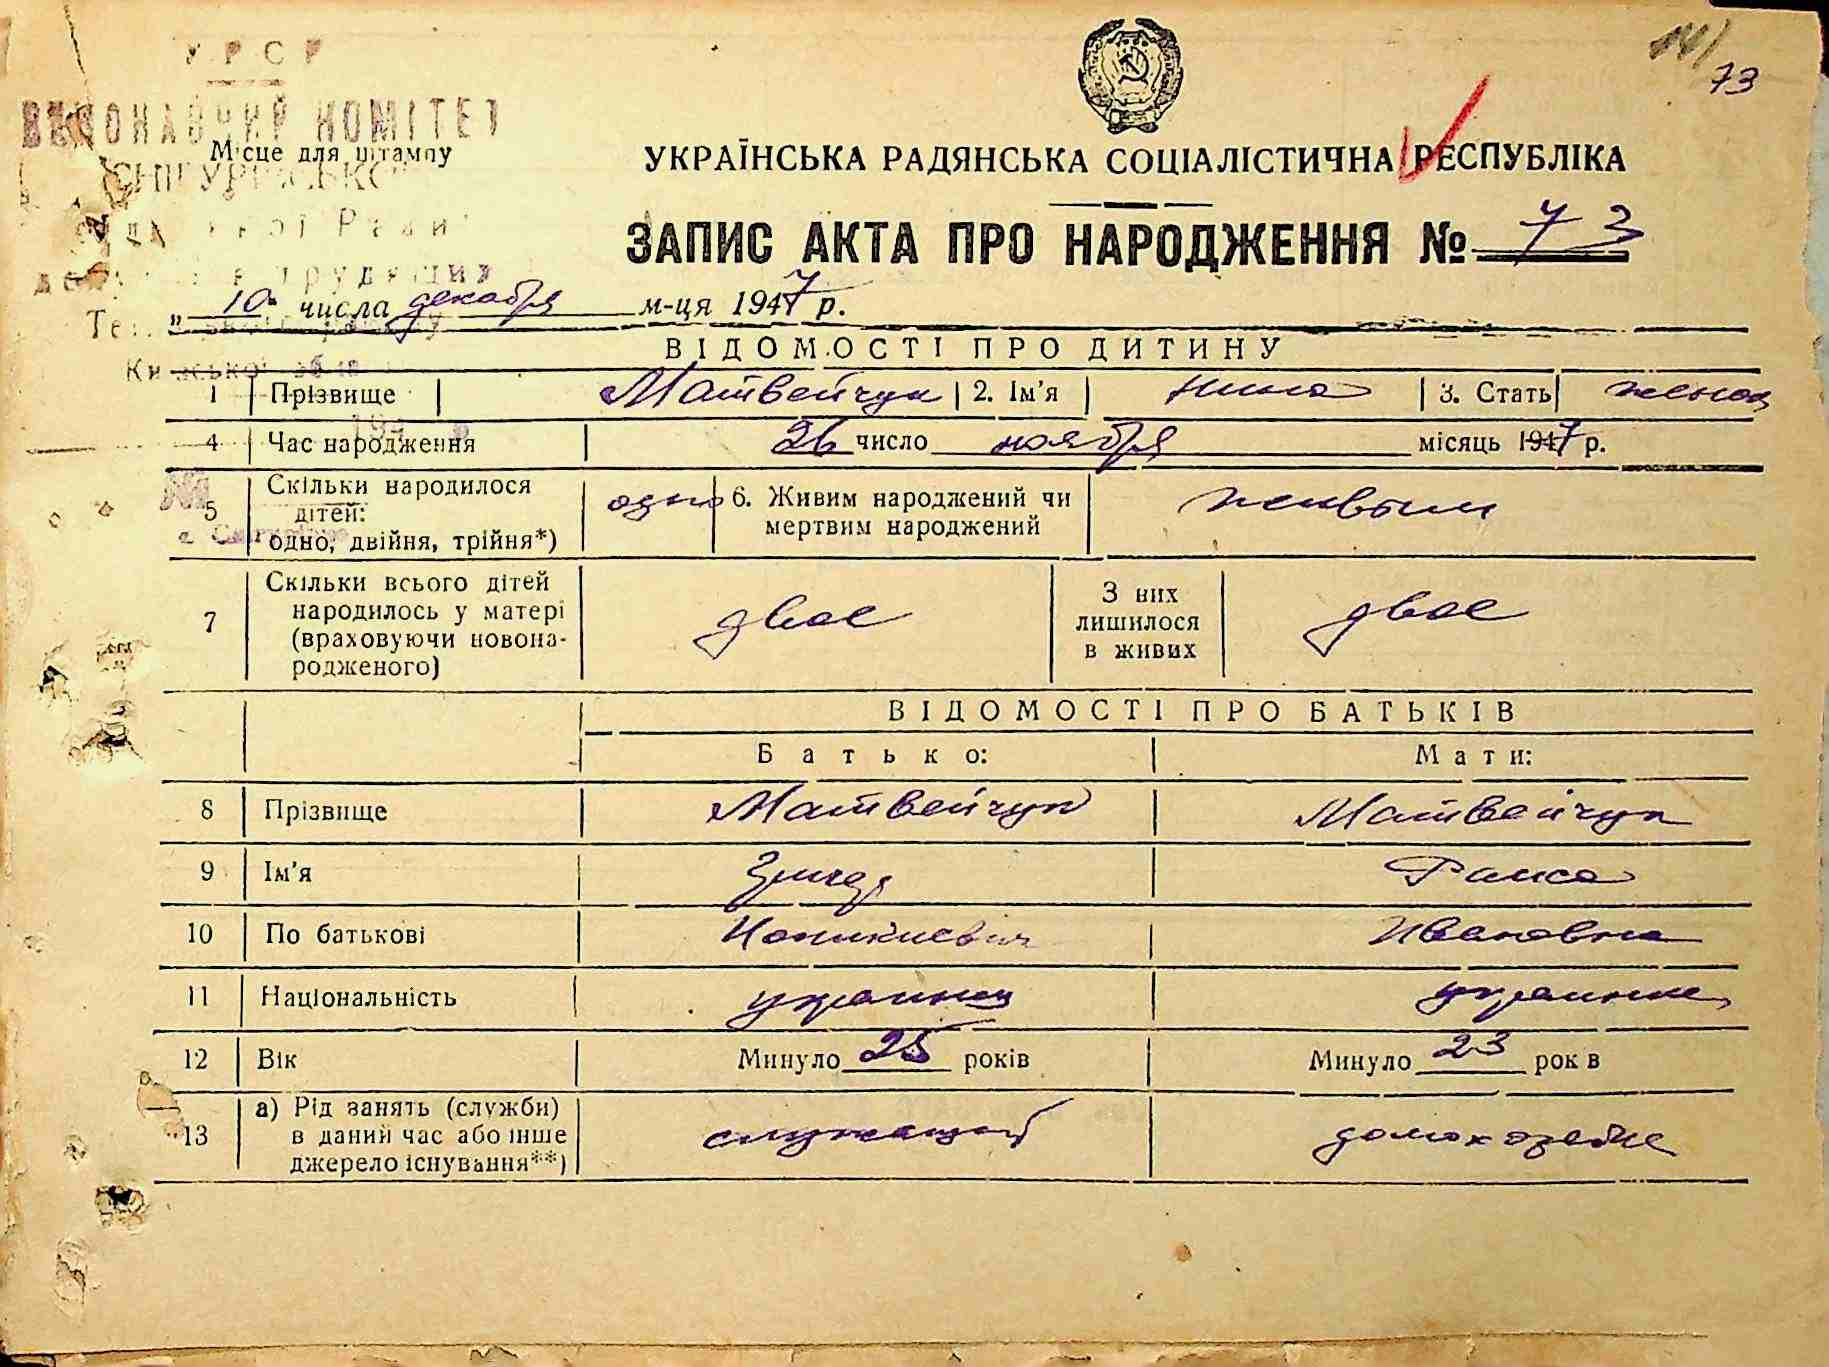 УРСР
ВИКОНАВЧИЙ КОМІТЕТ
Місце для штампу
73
УКРАЇНСЬКА РАДЯНСЬКА СОЦІАЛІСТИЧНА РЕСПУБЛІКА
ЗАПИС АКТА ПРО НАРОДЖЕННЯ № 73
„ 10 " числа декабря м-ця 1947 р.
ВІДОМОСТІ ПРО ДИТИНУ
1 Прізвище Матвейчук 2. Ім'я Нина 3. Стать
4 Час народження 26 число ноября місяць 1947 р.
5 Скільки народилося дітей: одно, двійня, трійня*) одно 6. Живим народжений чи мертвим народжений живым
7 Скільки всього дітей народилось у матері (враховуючи новонародженого) двое З них лишилося в живих двое
ВІДОМОСТІ ПРО БАТЬКІВ
Батько: Мати:
8 Прізвище Матвейчук Матвейчук
9 Ім'я Раиса
10 По батькові Ивановна
11 Національність украинец украинка
12 Вік Минуло 25 років Минуло 23 рок в
13 а) Рід занять (служби) в даний час або інше джерело існування**) служащий домохозяйка